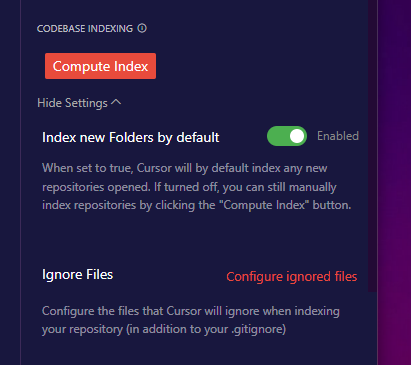 CODEBASE INDEXING
Compute Index
Hide Settings
Index new Folders by default
Enabled
When set to true, Cursor will by default index any new
repositories opened. If turned off, you can still manually
index repositories by clicking the "Compute Index" button.
Ignore Files
Configure ignored files
Configure the files that Cursor will ignore when indexing
your repository (in addition to your .gitignore)